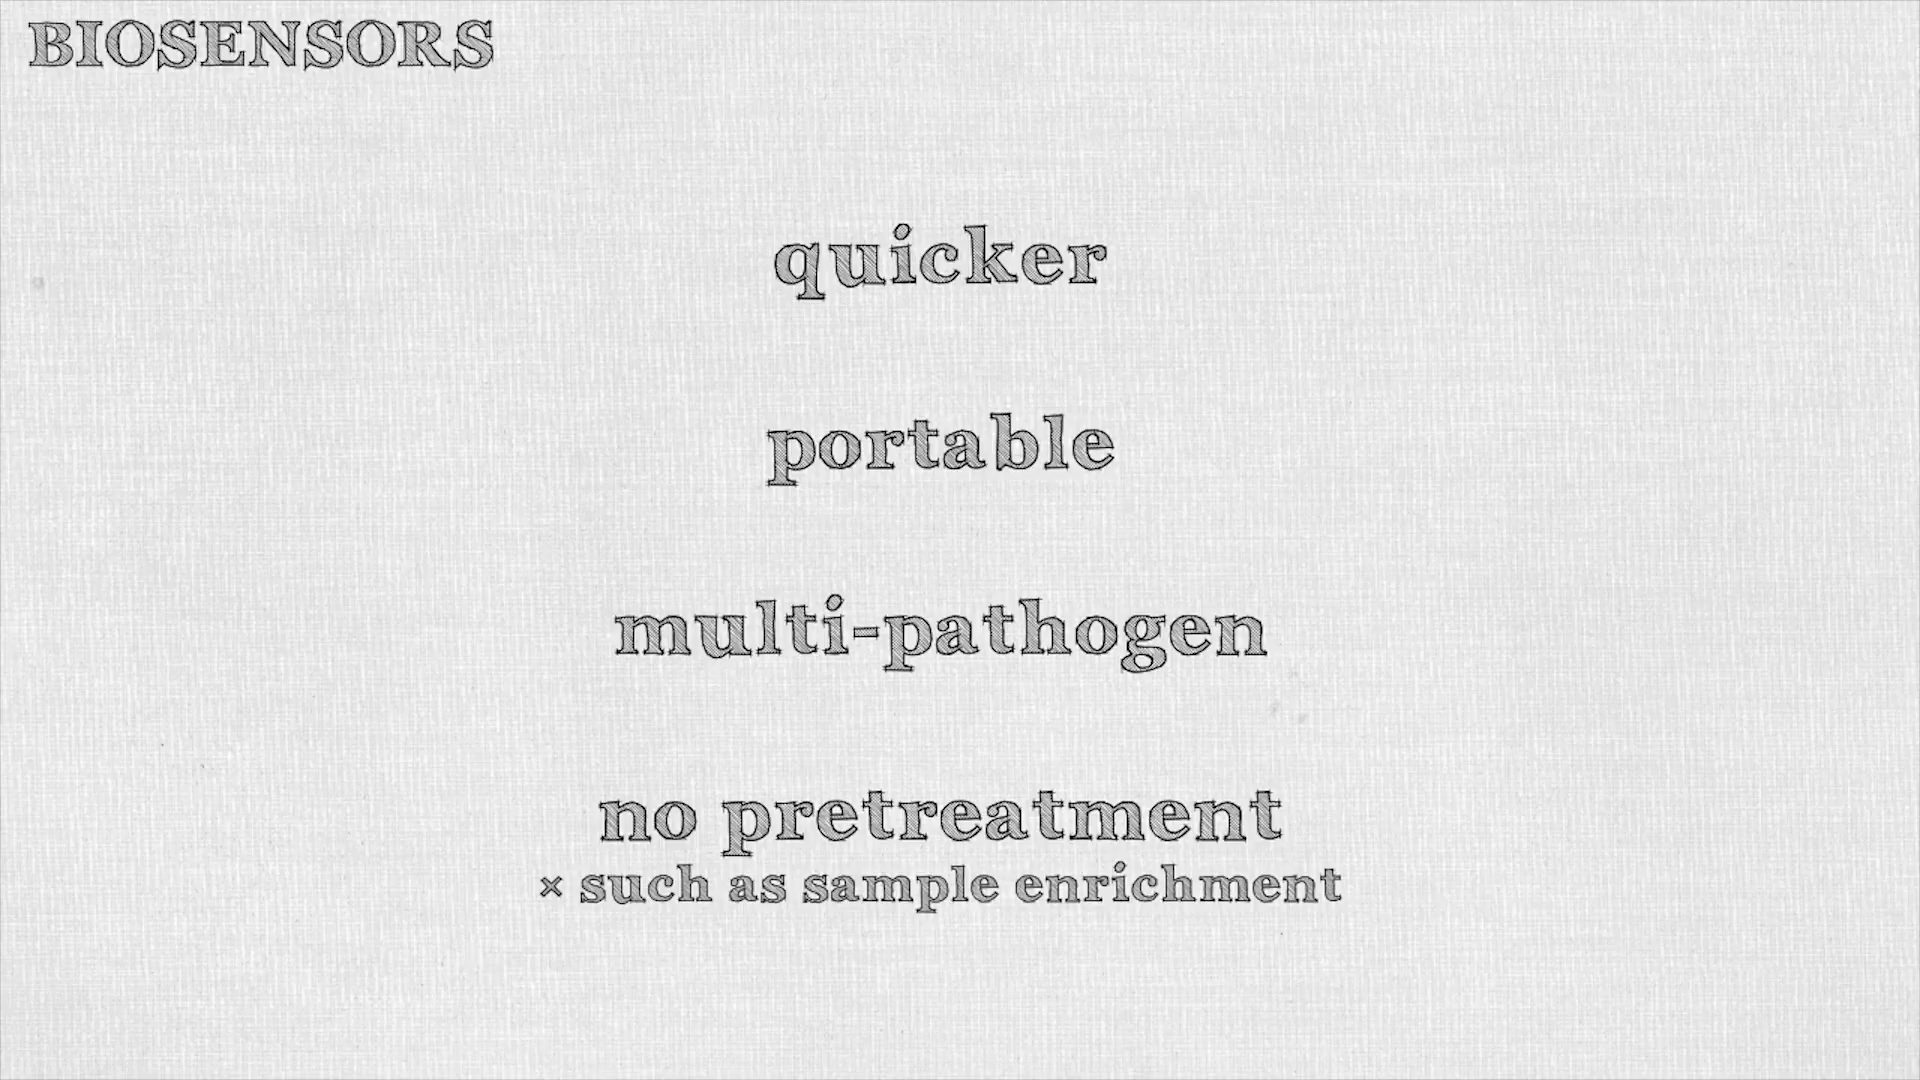 BIOSENSORS
quicker
portable
multi-pathogen
no pretreatment
× such as sample enrichment